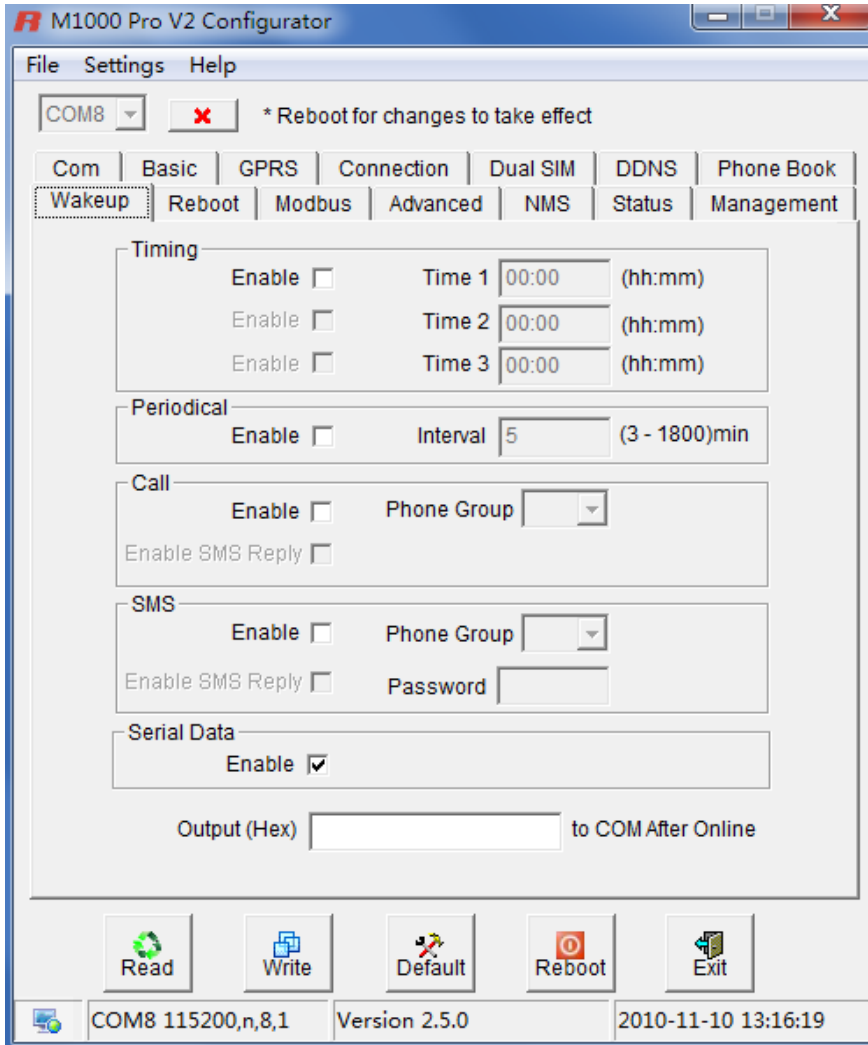 M1000 Pro V2 Configurator
File Settings Help
COM8 * Reboot for changes to take effect
Com Basic GPRS Connection Dual SIM DDNS Phone Book
Wakeup Reboot Modbus Advanced NMS Status Management
Timing
Enable Time 1 00:00 (hh:mm)
Enable Time 2 00:00 (hh:mm)
Enable Time 3 00:00 (hh:mm)
Periodical
Enable Interval 5 (3 - 1800)min
Call
Enable Phone Group
Enable SMS Reply
SMS
Enable Phone Group
Enable SMS Reply Password
Serial Data
Enable
Output (Hex) to COM After Online
Read Write Default Reboot Exit
COM8 115200,n,8,1 Version 2.5.0 2010-11-10 13:16:19